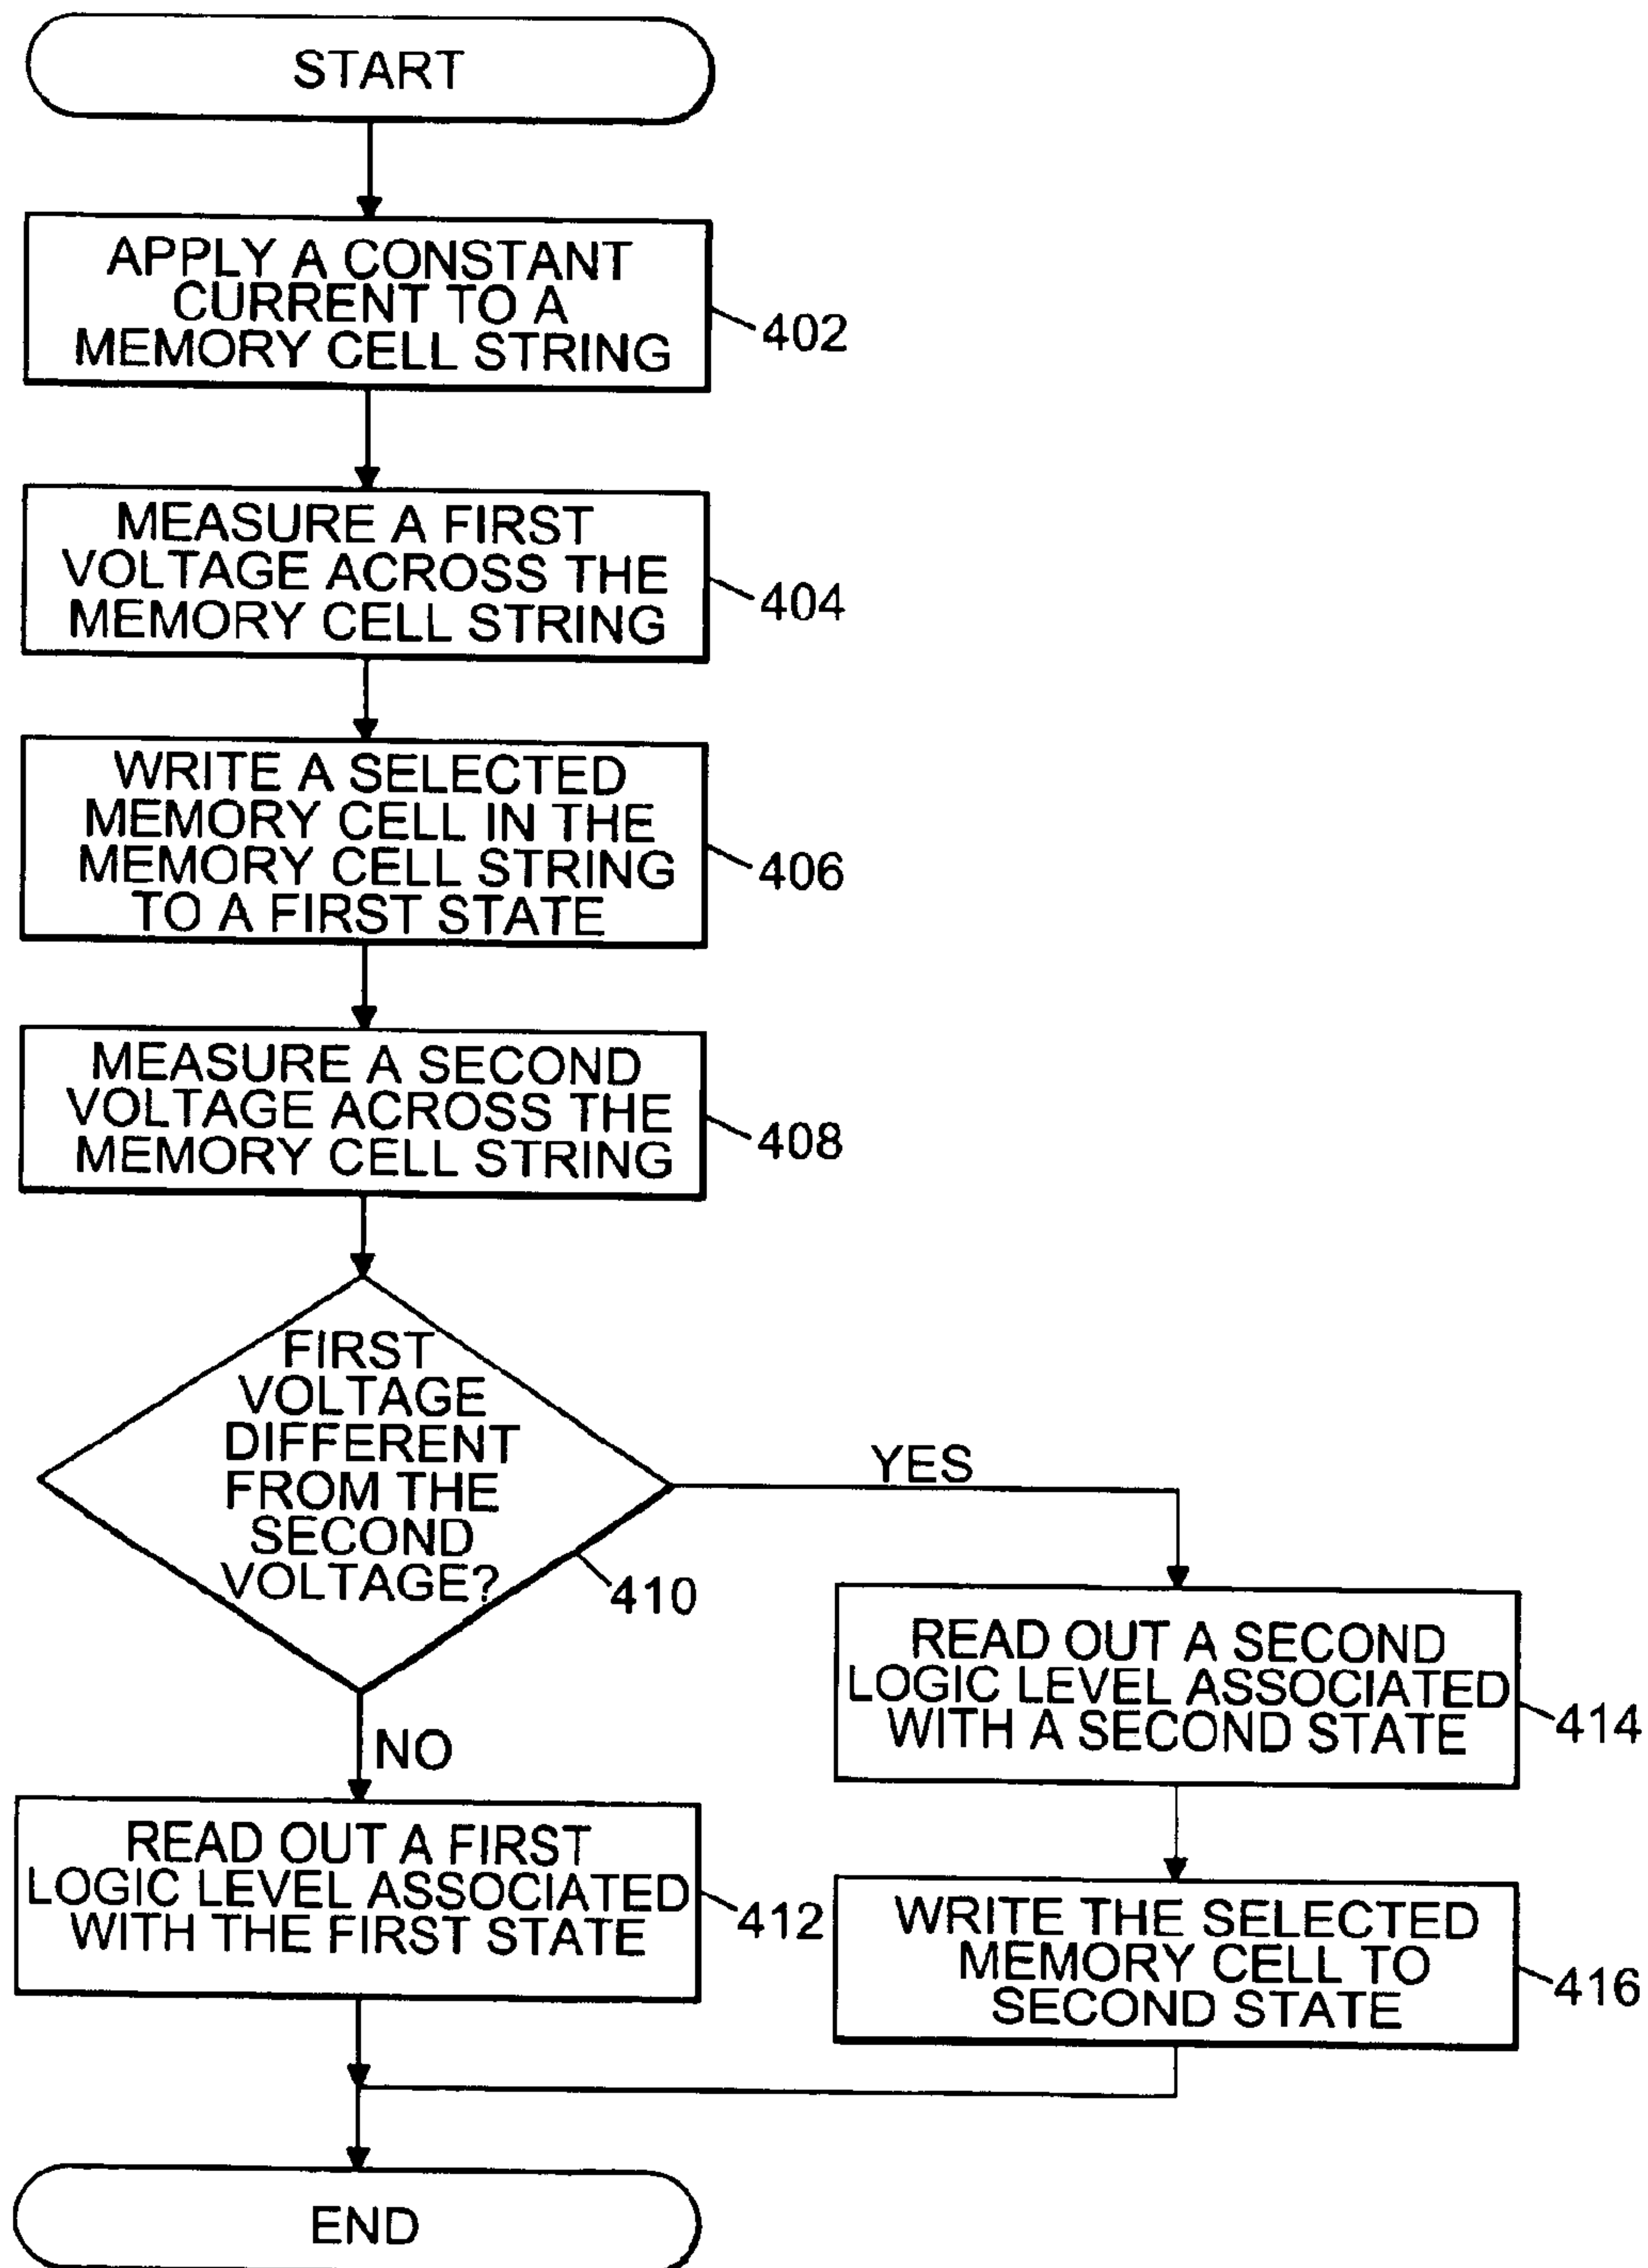 START
APPLY A CONSTANT
CURRENT TO A
MEMORY CELL STRING
402
MEASURE A FIRST
VOLTAGE ACROSS THE
MEMORY CELL STRING
404
WRITE A SELECTED
MEMORY CELL IN THE
MEMORY CELL STRING
TO A FIRST STATE
406
MEASURE A SECOND
VOLTAGE ACROSS THE
MEMORY CELL STRING
408
FIRST
VOLTAGE
DIFFERENT
FROM THE
SECOND
VOLTAGE?
410
YES
NO
READ OUT A SECOND
LOGIC LEVEL ASSOCIATED
WITH A SECOND STATE
414
READ OUT A FIRST
LOGIC LEVEL ASSOCIATED
WITH THE FIRST STATE
412
WRITE THE SELECTED
MEMORY CELL TO
SECOND STATE
416
END